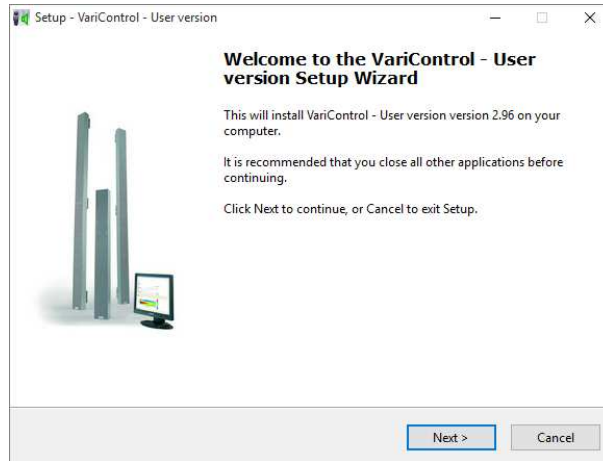 Setup - VariControl - User version
Welcome to the VariControl - User
version Setup Wizard
This will install VariControl - User version version 2.96 on your
computer.
It is recommended that you close all other applications before
continuing.
Click Next to continue, or Cancel to exit Setup.
Next >
Cancel